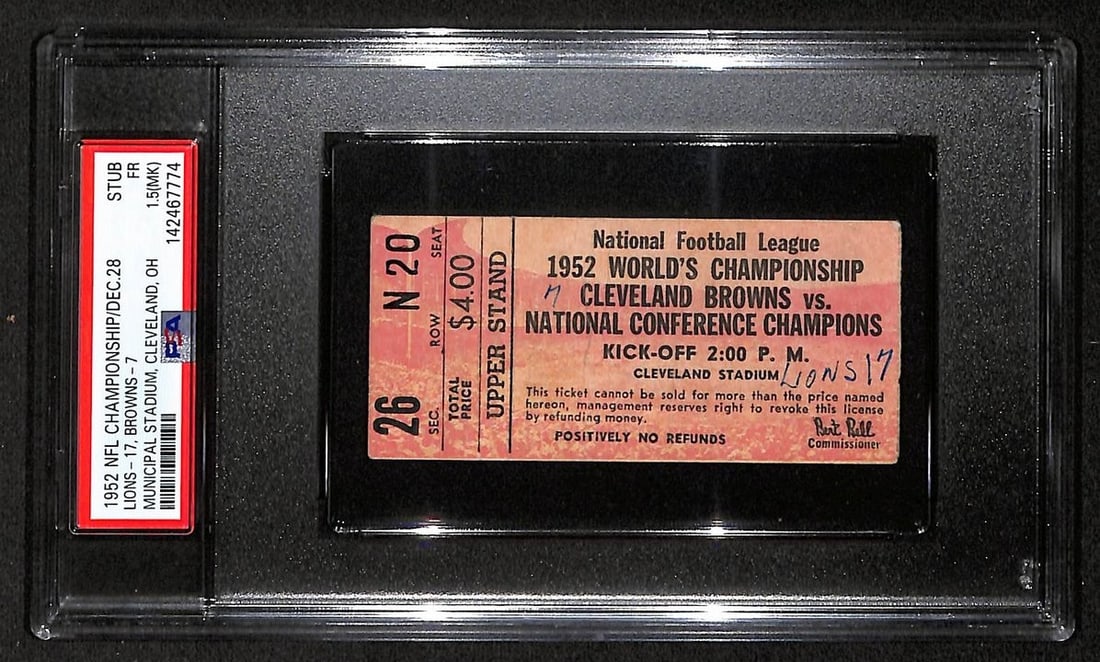 1952 NFL CHAMPIONSHIP/DEC.28 STUB
LIONS - 17, BROWNS - 7 FR
MUNICIPAL STADIUM, CLEVELAND, OH 1.5(MK)
142467774
PSA
26 N 20
SEC. ROW SEAT
TOTAL PRICE $4.00
UPPER STAND
National Football League
1952 WORLD'S CHAMPIONSHIP
7 CLEVELAND BROWNS vs.
NATIONAL CONFERENCE CHAMPIONS
KICK-OFF 2:00 P. M.
CLEVELAND STADIUM LIONS 17
This ticket cannot be sold for more than the price named
hereon, management reserves right to revoke this license
by refunding money.
POSITIVELY NO REFUNDS
Bert Bell
Commissioner